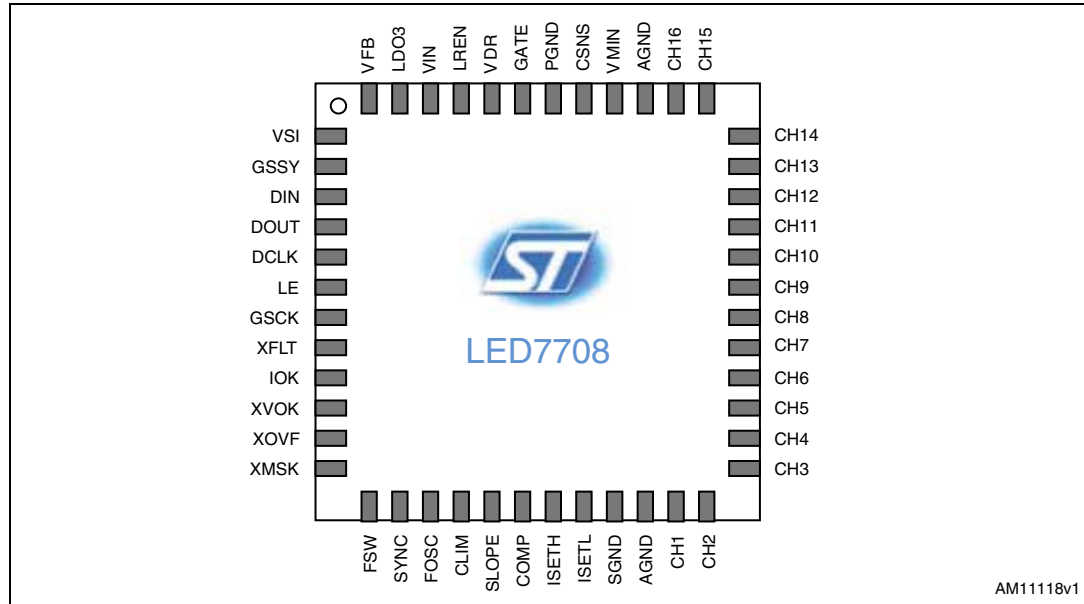 VFB
LDO3
VIN
LREN
VDR
GATE
PGND
CSNS
VMIN
AGND
CH16
CH15
VSI
GSSY
DIN
DOUT
DCLK
LE
GSCK
XFLT
IOK
XVOK
XOVF
XMSK
ST
LED7708
CH14
CH13
CH12
CH11
CH10
CH9
CH8
CH7
CH6
CH5
CH4
CH3
FSW
SYNC
FOSC
CLIM
SLOPE
COMP
ISETH
ISETL
SGND
AGND
CH1
CH2
AM11118v1